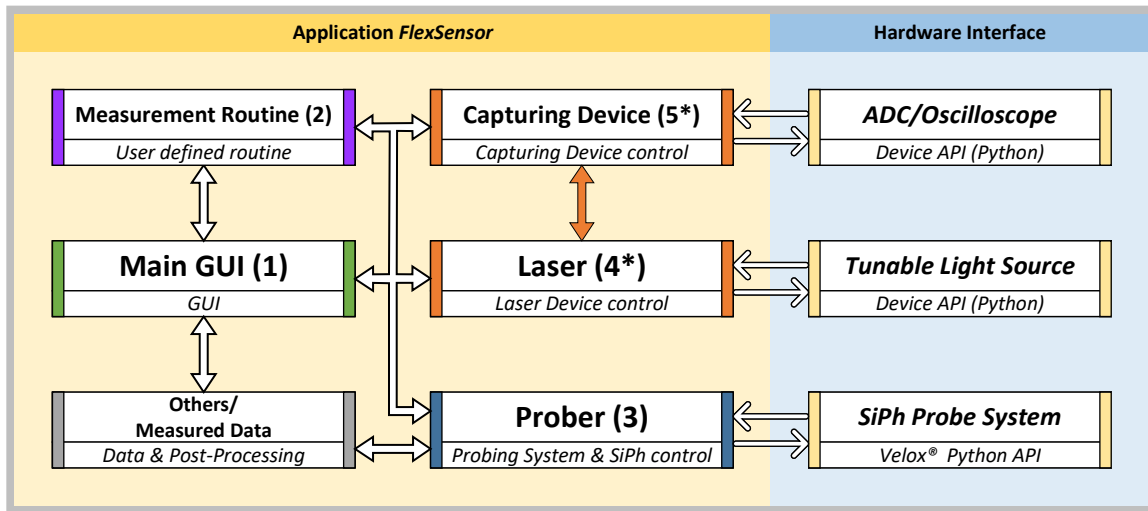 Application FlexSensor
Hardware Interface
Measurement Routine (2)
User defined routine
Capturing Device (5*)
Capturing Device control
ADC/Oscilloscope
Device API (Python)
Main GUI (1)
GUI
Laser (4*)
Laser Device control
Tunable Light Source
Device API (Python)
Others/
Measured Data
Data & Post-Processing
Prober (3)
Probing System & SiPh control
SiPh Probe System
Velox® Python API